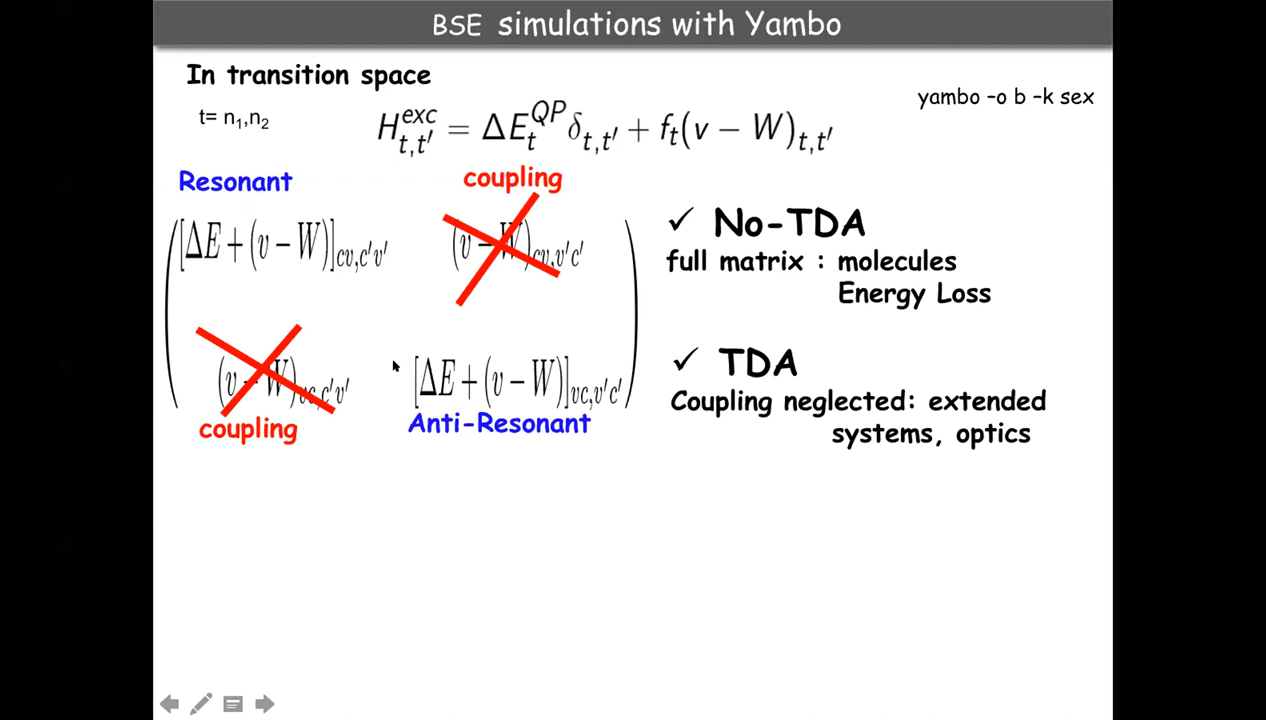 BSE simulations with Yambo
In transition space
yambo –o b –k sex
t= n₁,n₂
H^{exc}_{t,t'} = ΔE^{QP}_t δ_{t,t'} + f_t(v − W)_{t,t'}
Resonant
coupling
[ΔE+(v−W)]_{cv,c'v'}
(v−W)_{cv,v'c'}
✓ No-TDA
full matrix : molecules
Energy Loss
(v−W)_{vc,c'v'}
[ΔE+(v−W)]_{vc,v'c'}
✓ TDA
Coupling neglected: extended
systems, optics
coupling
Anti-Resonant